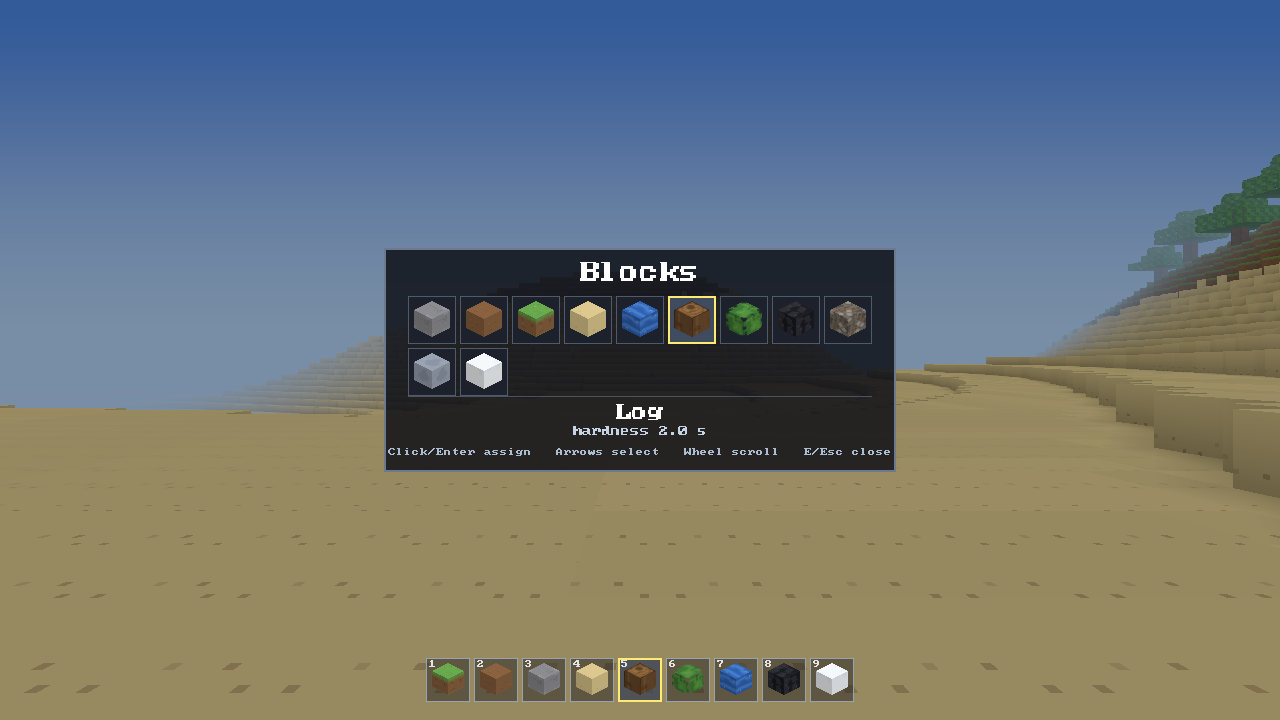 Blocks
Log
hardness 2.0 s
Click/Enter assign Arrows select Wheel scroll E/Esc close
1 2 3 4 5 6 7 8 9